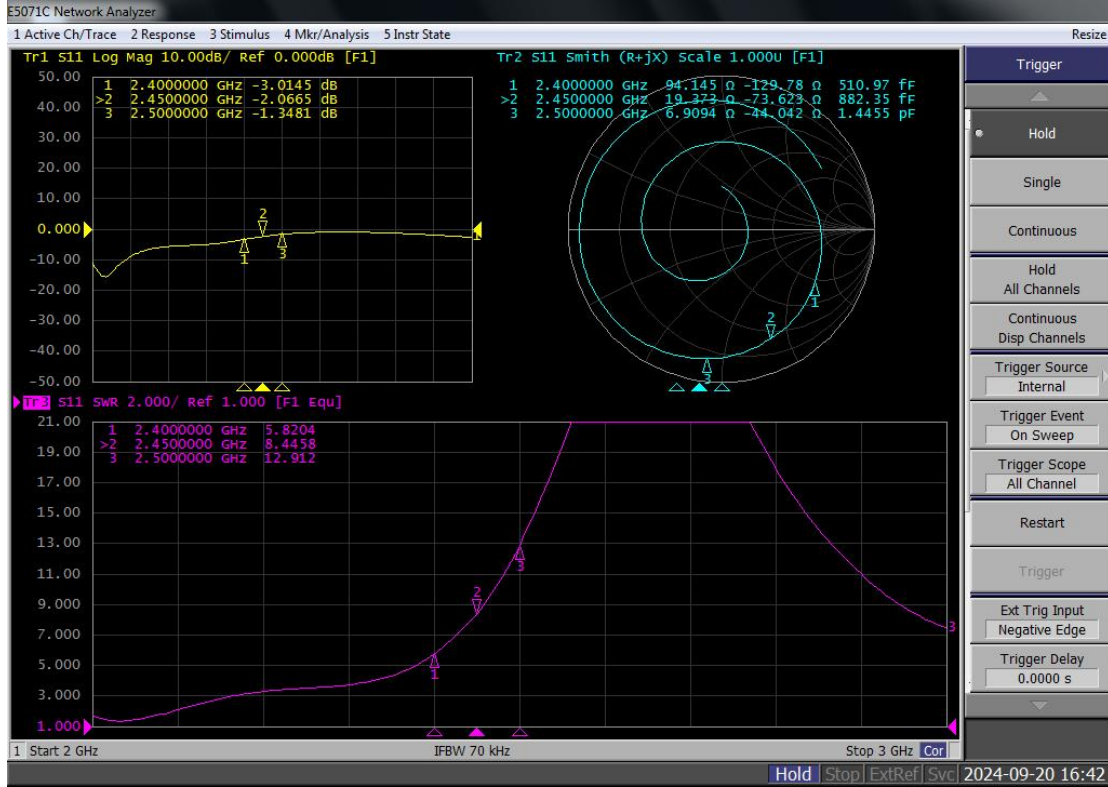 E5071C Network Analyzer
1 Active Ch/Trace 2 Response 3 Stimulus 4 Mkr/Analysis 5 Instr State
Resize
Tr1 S11 Log Mag 10.00dB/ Ref 0.000dB [F1]
50.00
40.00
30.00
20.00
10.00
0.000
-10.00
-20.00
-30.00
-40.00
-50.00
1 2.4000000 GHz -3.0145 dB
>2 2.4500000 GHz -2.0665 dB
3 2.5000000 GHz -1.3481 dB
2
1
3
1
Tr2 S11 Smith (R+jX) Scale 1.000U [F1]
1 2.4000000 GHz 94.145 Ω -129.78 Ω 510.97 fF
>2 2.4500000 GHz 19.373 Ω -73.623 Ω 882.35 fF
3 2.5000000 GHz 6.9094 Ω -44.042 Ω 1.4455 pF
1
2
3
Tr3 S11 SWR 2.000/ Ref 1.000 [F1 Equ]
21.00
19.00
17.00
15.00
13.00
11.00
9.000
7.000
5.000
3.000
1.000
1 2.4000000 GHz 5.8204
>2 2.4500000 GHz 8.4458
3 2.5000000 GHz 12.912
2
3
1
3
1 Start 2 GHz
IFBW 70 kHz
Stop 3 GHz Cor
Trigger
Hold
Single
Continuous
Hold
All Channels
Continuous
Disp Channels
Trigger Source
Internal
Trigger Event
On Sweep
Trigger Scope
All Channel
Restart
Trigger
Ext Trig Input
Negative Edge
Trigger Delay
0.0000 s
Hold Stop ExtRef Svc 2024-09-20 16:42